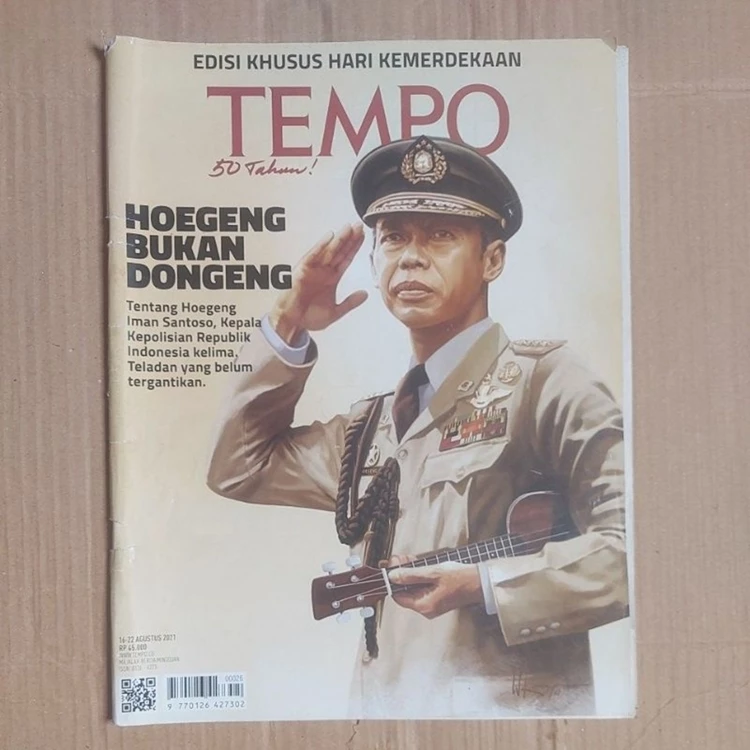 EDISI KHUSUS HARI KEMERDEKAAN
TEMPO
50 Tahun!
HOEGENG
BUKAN
DONGENG
Tentang Hoegeng
Iman Santoso, Kepala
Kepolisian Republik
Indonesia kelima.
Teladan yang belum
tergantikan.
16-22 AGUSTUS 2021
RP 45.000
00025
9 770126 427302